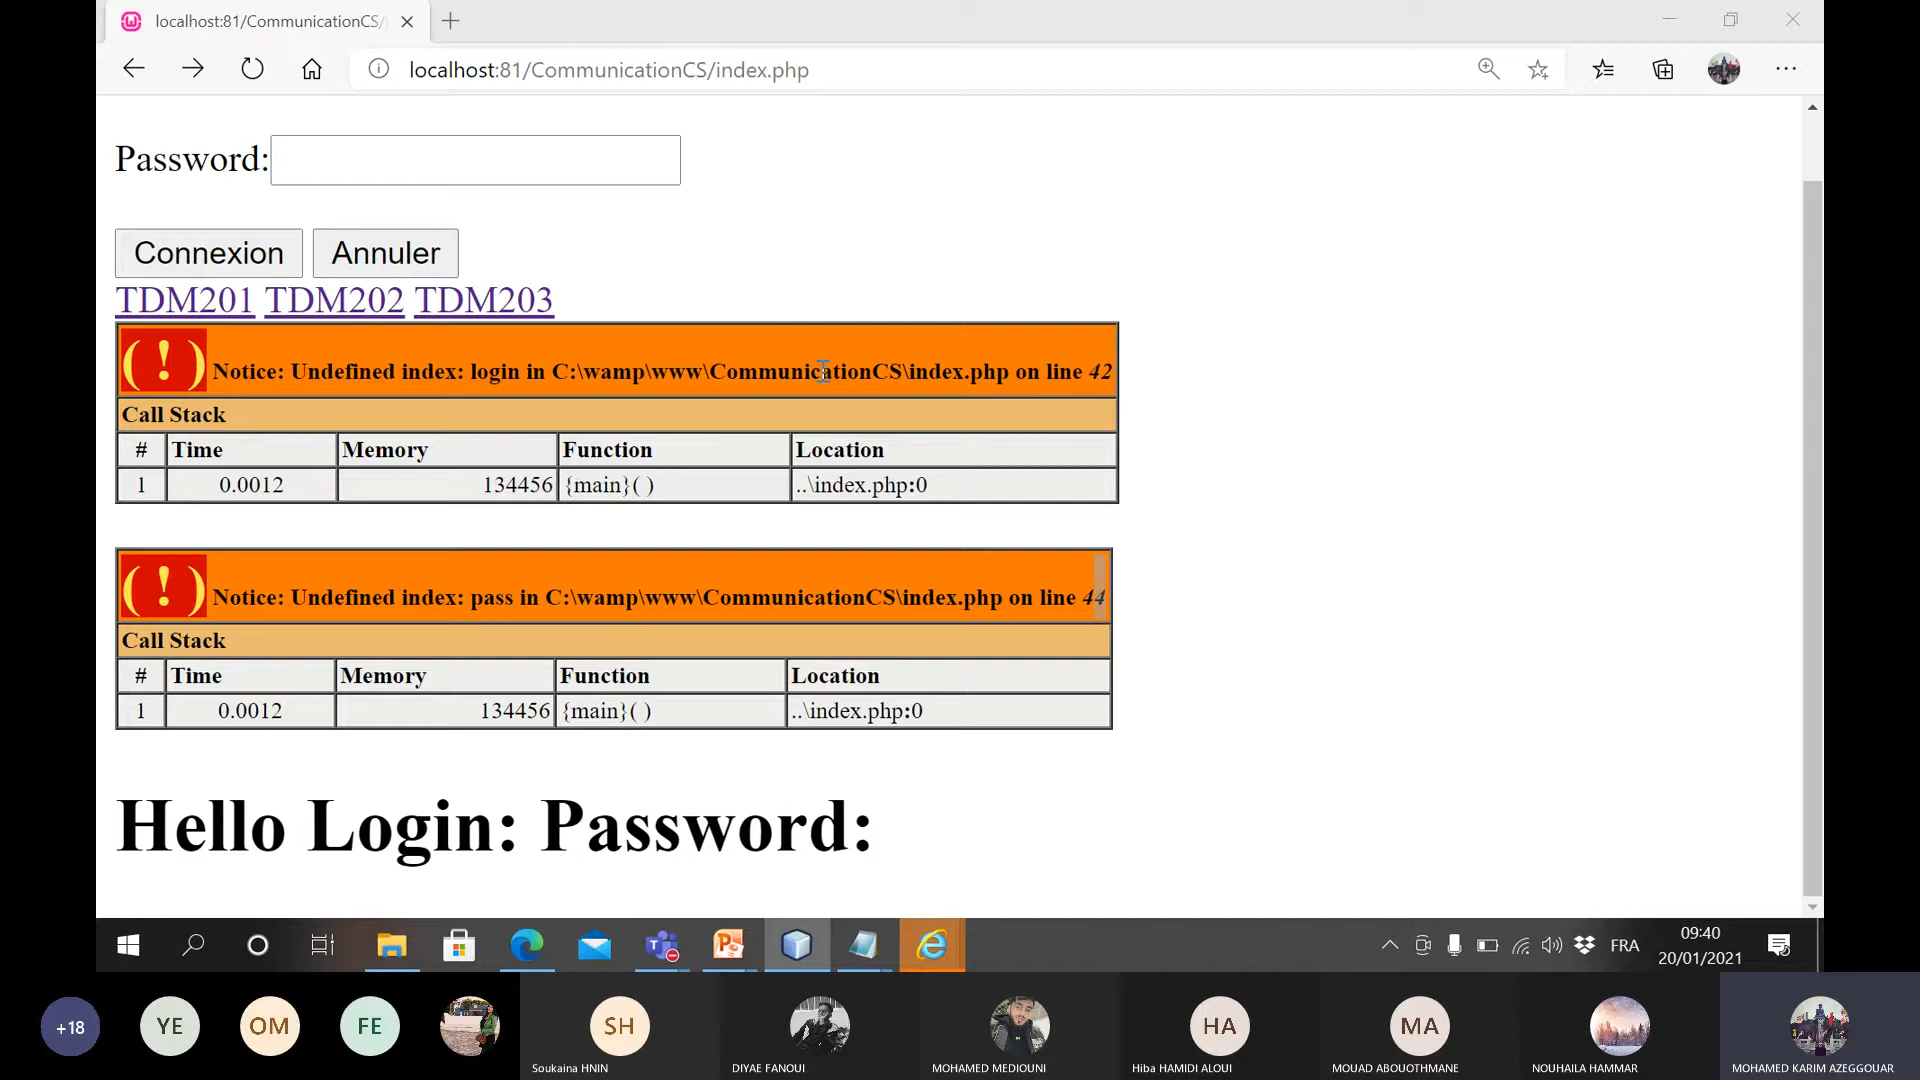 localhost:81/CommunicationCS/
localhost:81/CommunicationCS/index.php
Password:
Connexion Annuler
TDM201 TDM202 TDM203
( ! ) Notice: Undefined index: login in C:\wamp\www\CommunicationCS\index.php on line 42
Call Stack
# Time Memory Function Location
1 0.0012 134456 {main}( ) ..\index.php:0
( ! ) Notice: Undefined index: pass in C:\wamp\www\CommunicationCS\index.php on line 44
Call Stack
# Time Memory Function Location
1 0.0012 134456 {main}( ) ..\index.php:0
Hello Login: Password:
FRA
09:40
20/01/2021
+18 YE OM FE SH HA MA
Soukaina HNIN DIYAE FANOUI MOHAMED MEDIOUNI Hiba HAMIDI ALOUI MOUAD ABOUOTHMANE NOUHAILA HAMMAR MOHAMED KARIM AZEGGOUAR